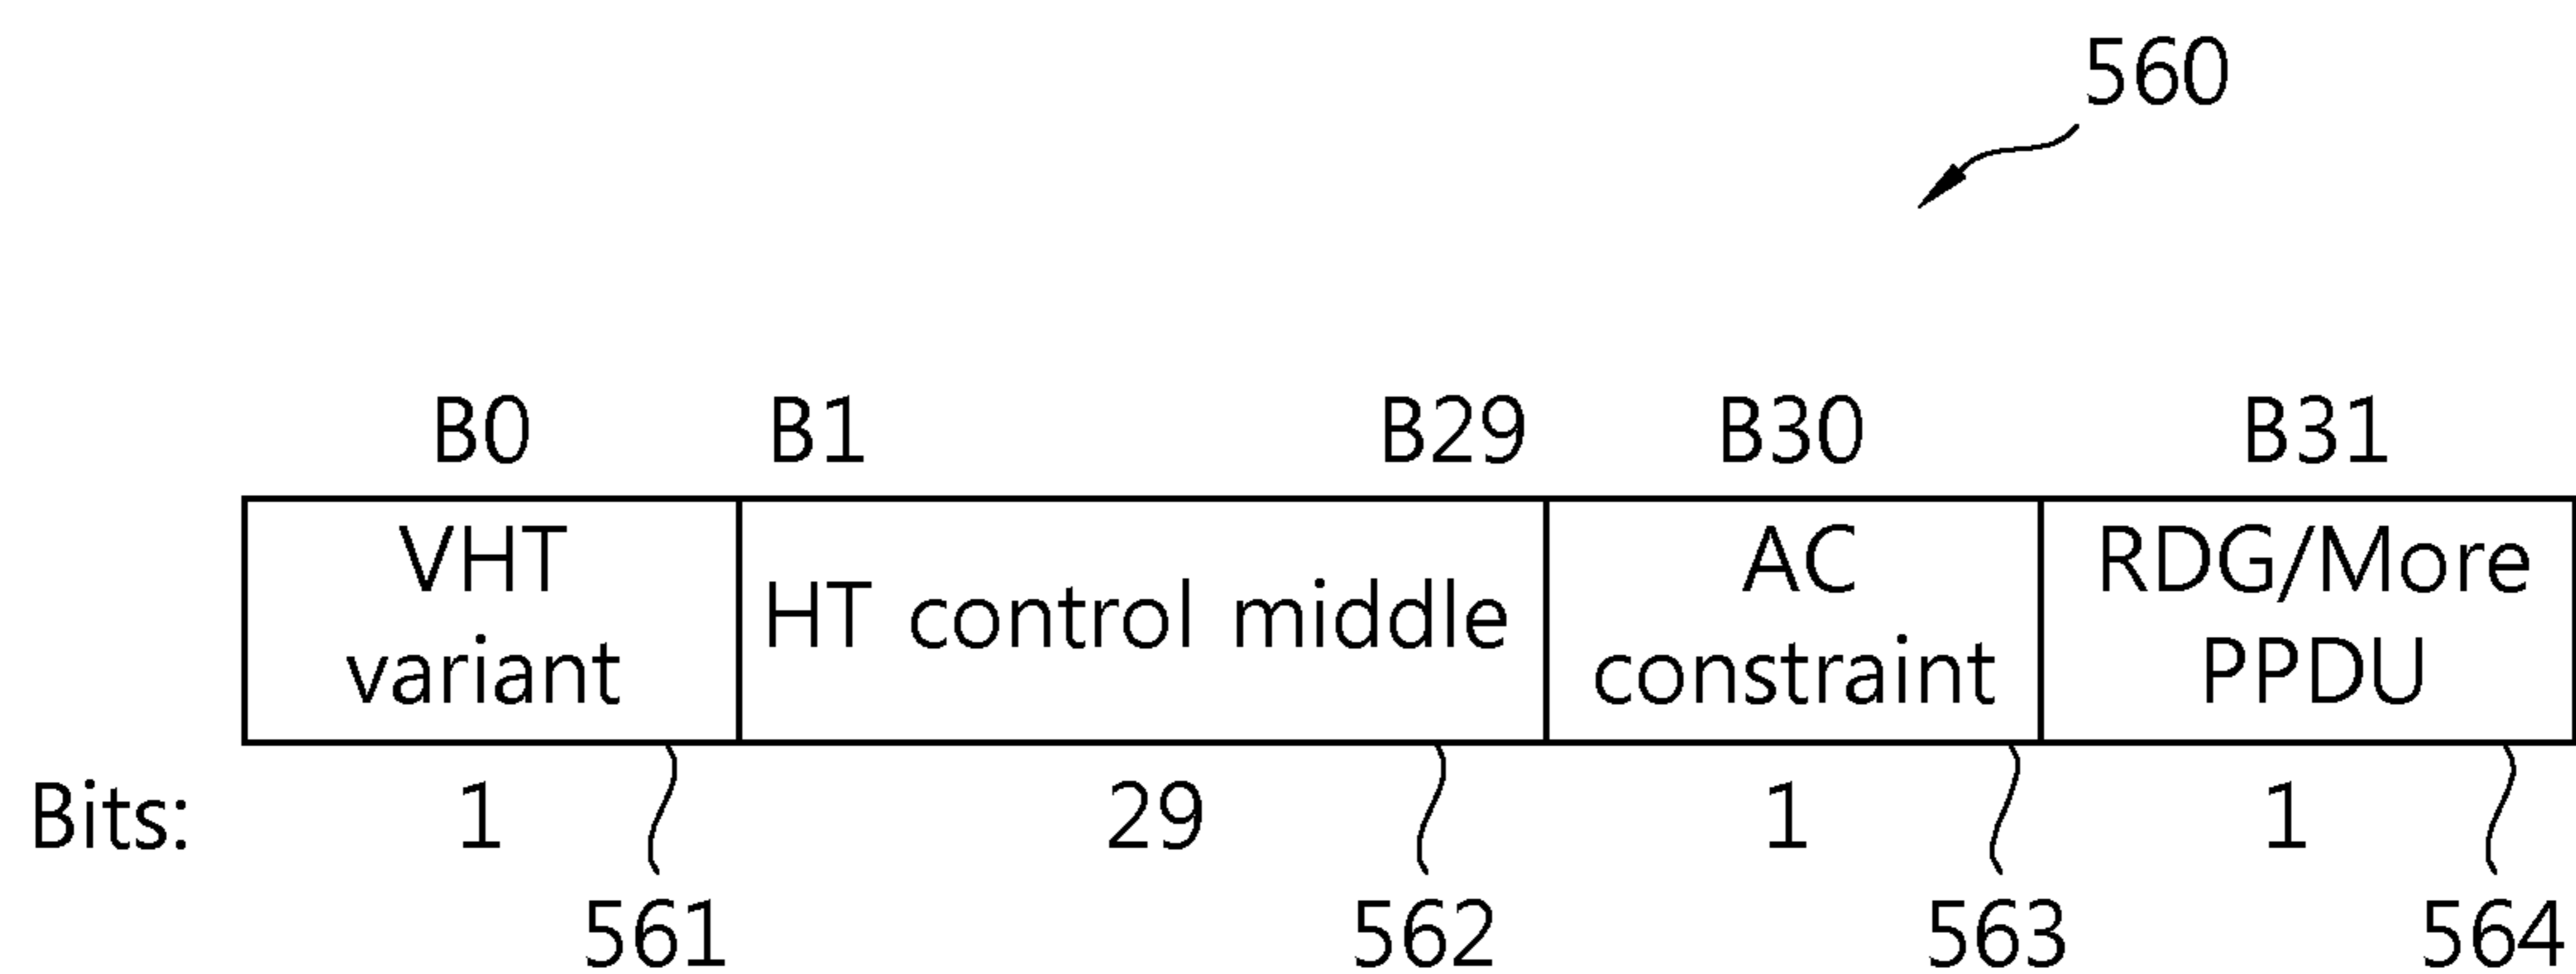 560
B0 B1 B29 B30 B31
VHT variant HT control middle AC constraint RDG/More PPDU
Bits: 1 29 1 1
561 562 563 564